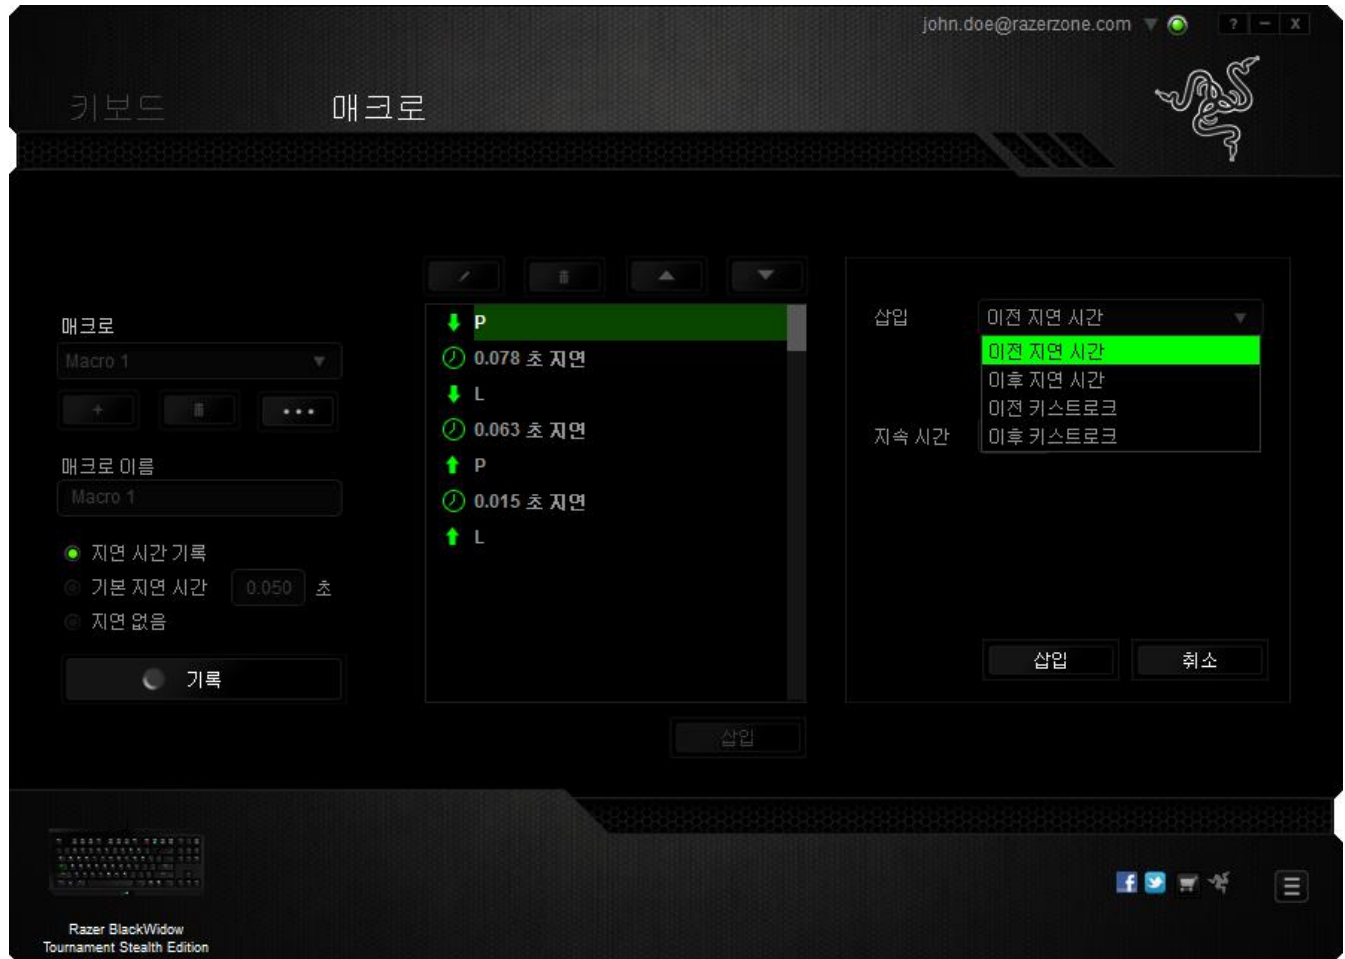 john.doe@razerzone.com
? – X
키보드
매크로
매크로
Macro 1
매크로 이름
Macro 1
지연 시간 기록
기본 지연 시간 0.050 초
지연 없음
기록
P
0.078 초 지연
L
0.063 초 지연
P
0.015 초 지연
L
삽입
삽입 이전 지연 시간
이전 지연 시간
이후 지연 시간
이전 키스트로크
이후 키스트로크
지속 시간
삽입
취소
Razer BlackWidow
Tournament Stealth Edition